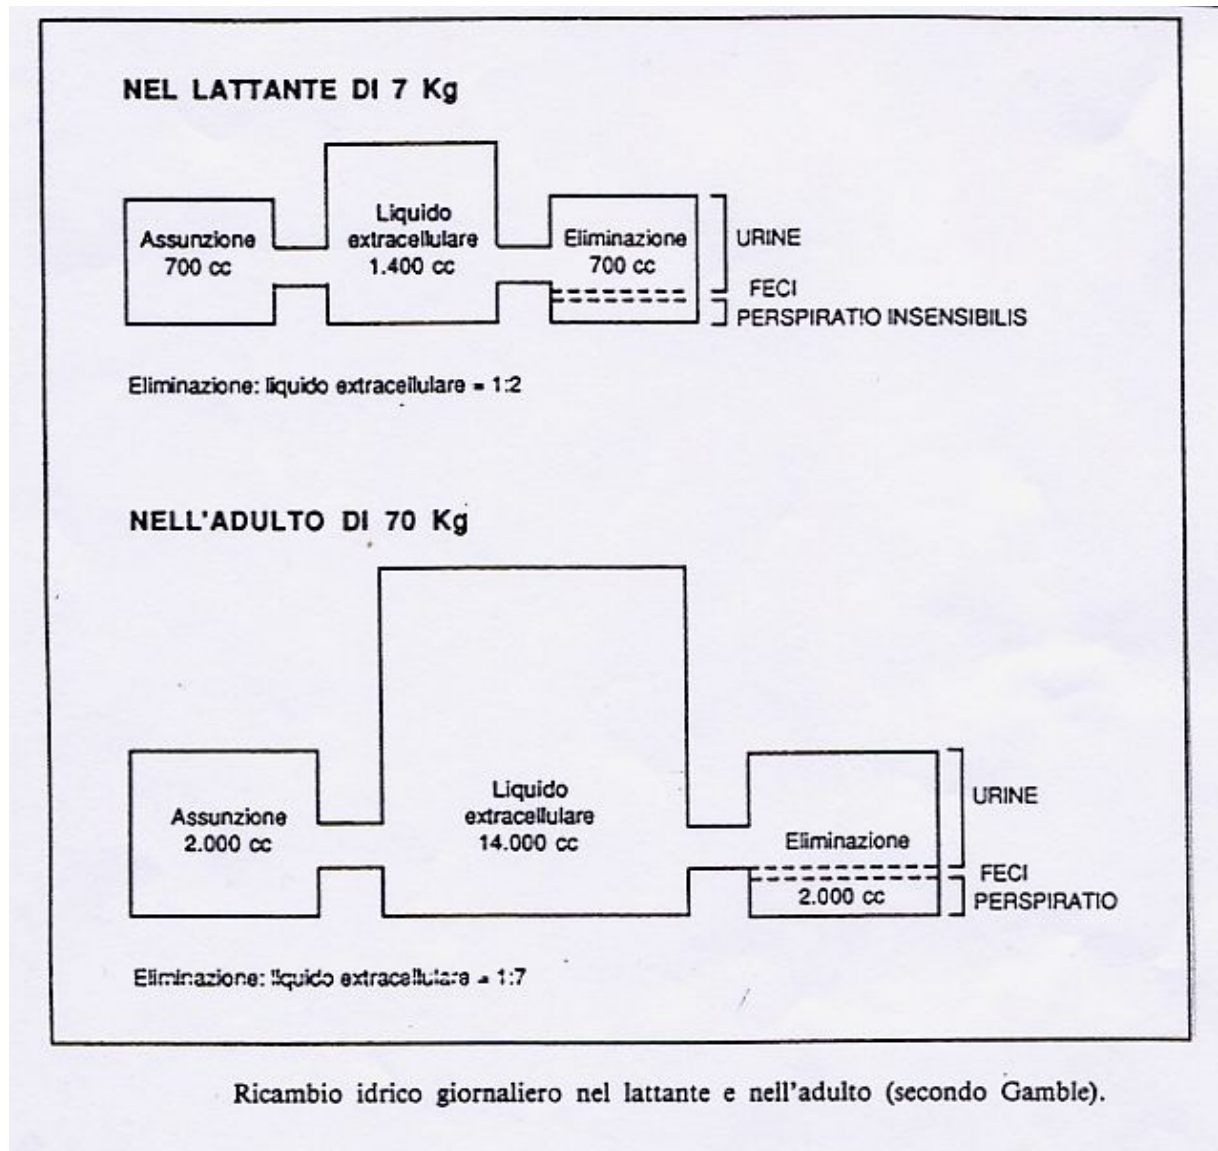 NEL LATTANTE DI 7 Kg
Assunzione
700 cc
Liquido
extracellulare
1.400 cc
Eliminazione
700 cc
URINE
FECI
PERSPIRATIO INSENSIBILIS
Eliminazione: liquido extracellulare = 1:2
NELL'ADULTO DI 70 Kg
Assunzione
2.000 cc
Liquido
extracellulare
14.000 cc
Eliminazione
2.000 cc
URINE
FECI
PERSPIRATIO
Eliminazione: liquido extracellulare = 1:7
Ricambio idrico giornaliero nel lattante e nell'adulto (secondo Gamble).